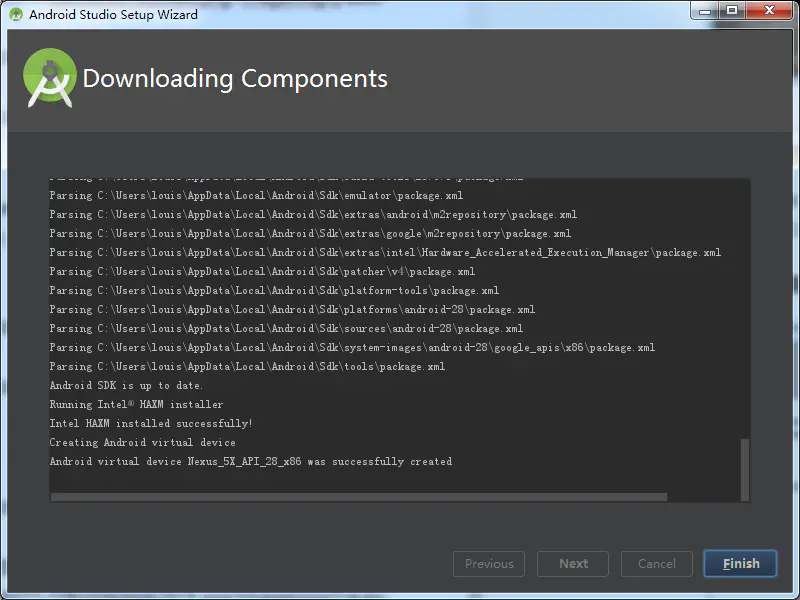 Android Studio Setup Wizard
Downloading Components
Parsing C:\Users\louis\AppData\Local\Android\Sdk\emulator\package.xml
Parsing C:\Users\louis\AppData\Local\Android\Sdk\extras\android\m2repository\package.xml
Parsing C:\Users\louis\AppData\Local\Android\Sdk\extras\google\m2repository\package.xml
Parsing C:\Users\louis\AppData\Local\Android\Sdk\extras\intel\Hardware_Accelerated_Execution_Manager\package.xml
Parsing C:\Users\louis\AppData\Local\Android\Sdk\patcher\v4\package.xml
Parsing C:\Users\louis\AppData\Local\Android\Sdk\platform-tools\package.xml
Parsing C:\Users\louis\AppData\Local\Android\Sdk\platforms\android-28\package.xml
Parsing C:\Users\louis\AppData\Local\Android\Sdk\sources\android-28\package.xml
Parsing C:\Users\louis\AppData\Local\Android\Sdk\system-images\android-28\google_apis\x86\package.xml
Parsing C:\Users\louis\AppData\Local\Android\Sdk\tools\package.xml
Android SDK is up to date.
Running Intel® HAXM installer
Intel HAXM installed successfully!
Creating Android virtual device
Android virtual device Nexus_5X_API_28_x86 was successfully created
Previous
Next
Cancel
Finish